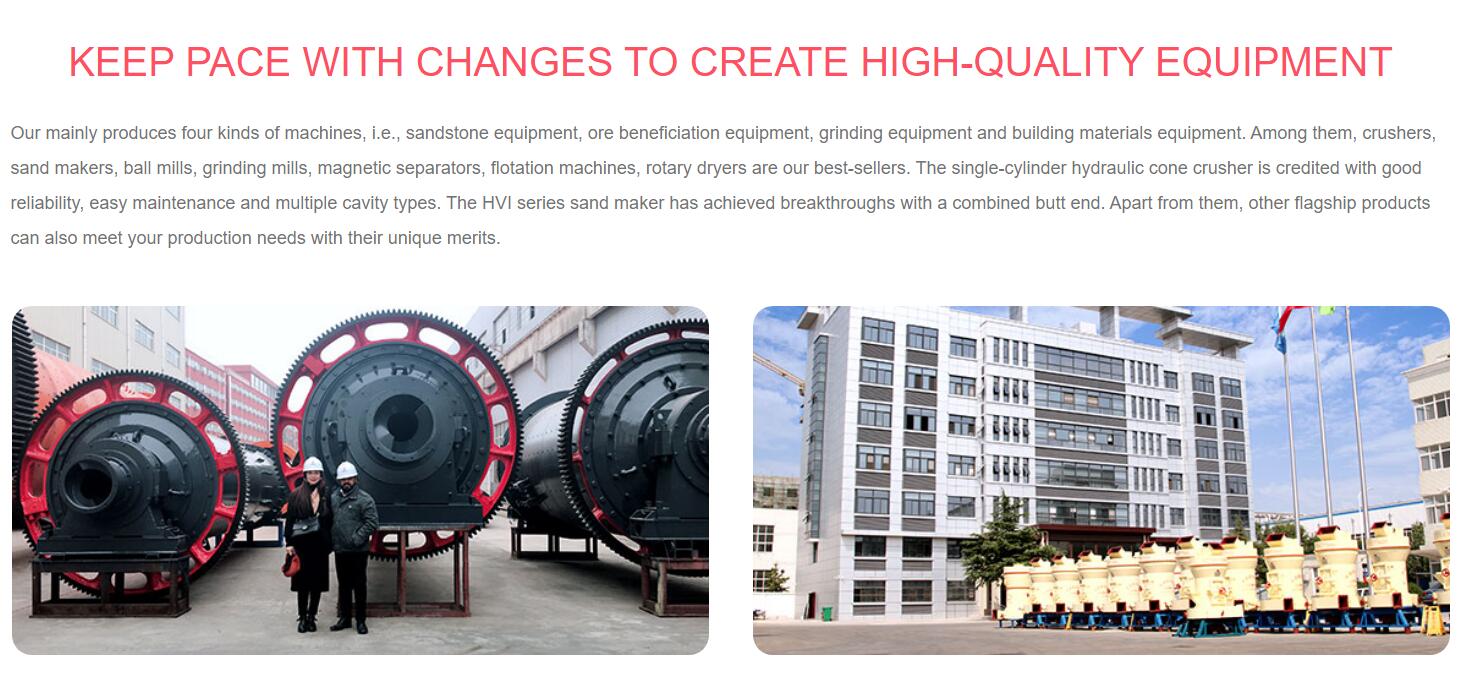 KEEP PACE WITH CHANGES TO CREATE HIGH-QUALITY EQUIPMENT
Our mainly produces four kinds of machines, i.e., sandstone equipment, ore beneficiation equipment, grinding equipment and building materials equipment. Among them, crushers,
sand makers, ball mills, grinding mills, magnetic separators, flotation machines, rotary dryers are our best-sellers. The single-cylinder hydraulic cone crusher is credited with good
reliability, easy maintenance and multiple cavity types. The HVI series sand maker has achieved breakthroughs with a combined butt end. Apart from them, other flagship products
can also meet your production needs with their unique merits.